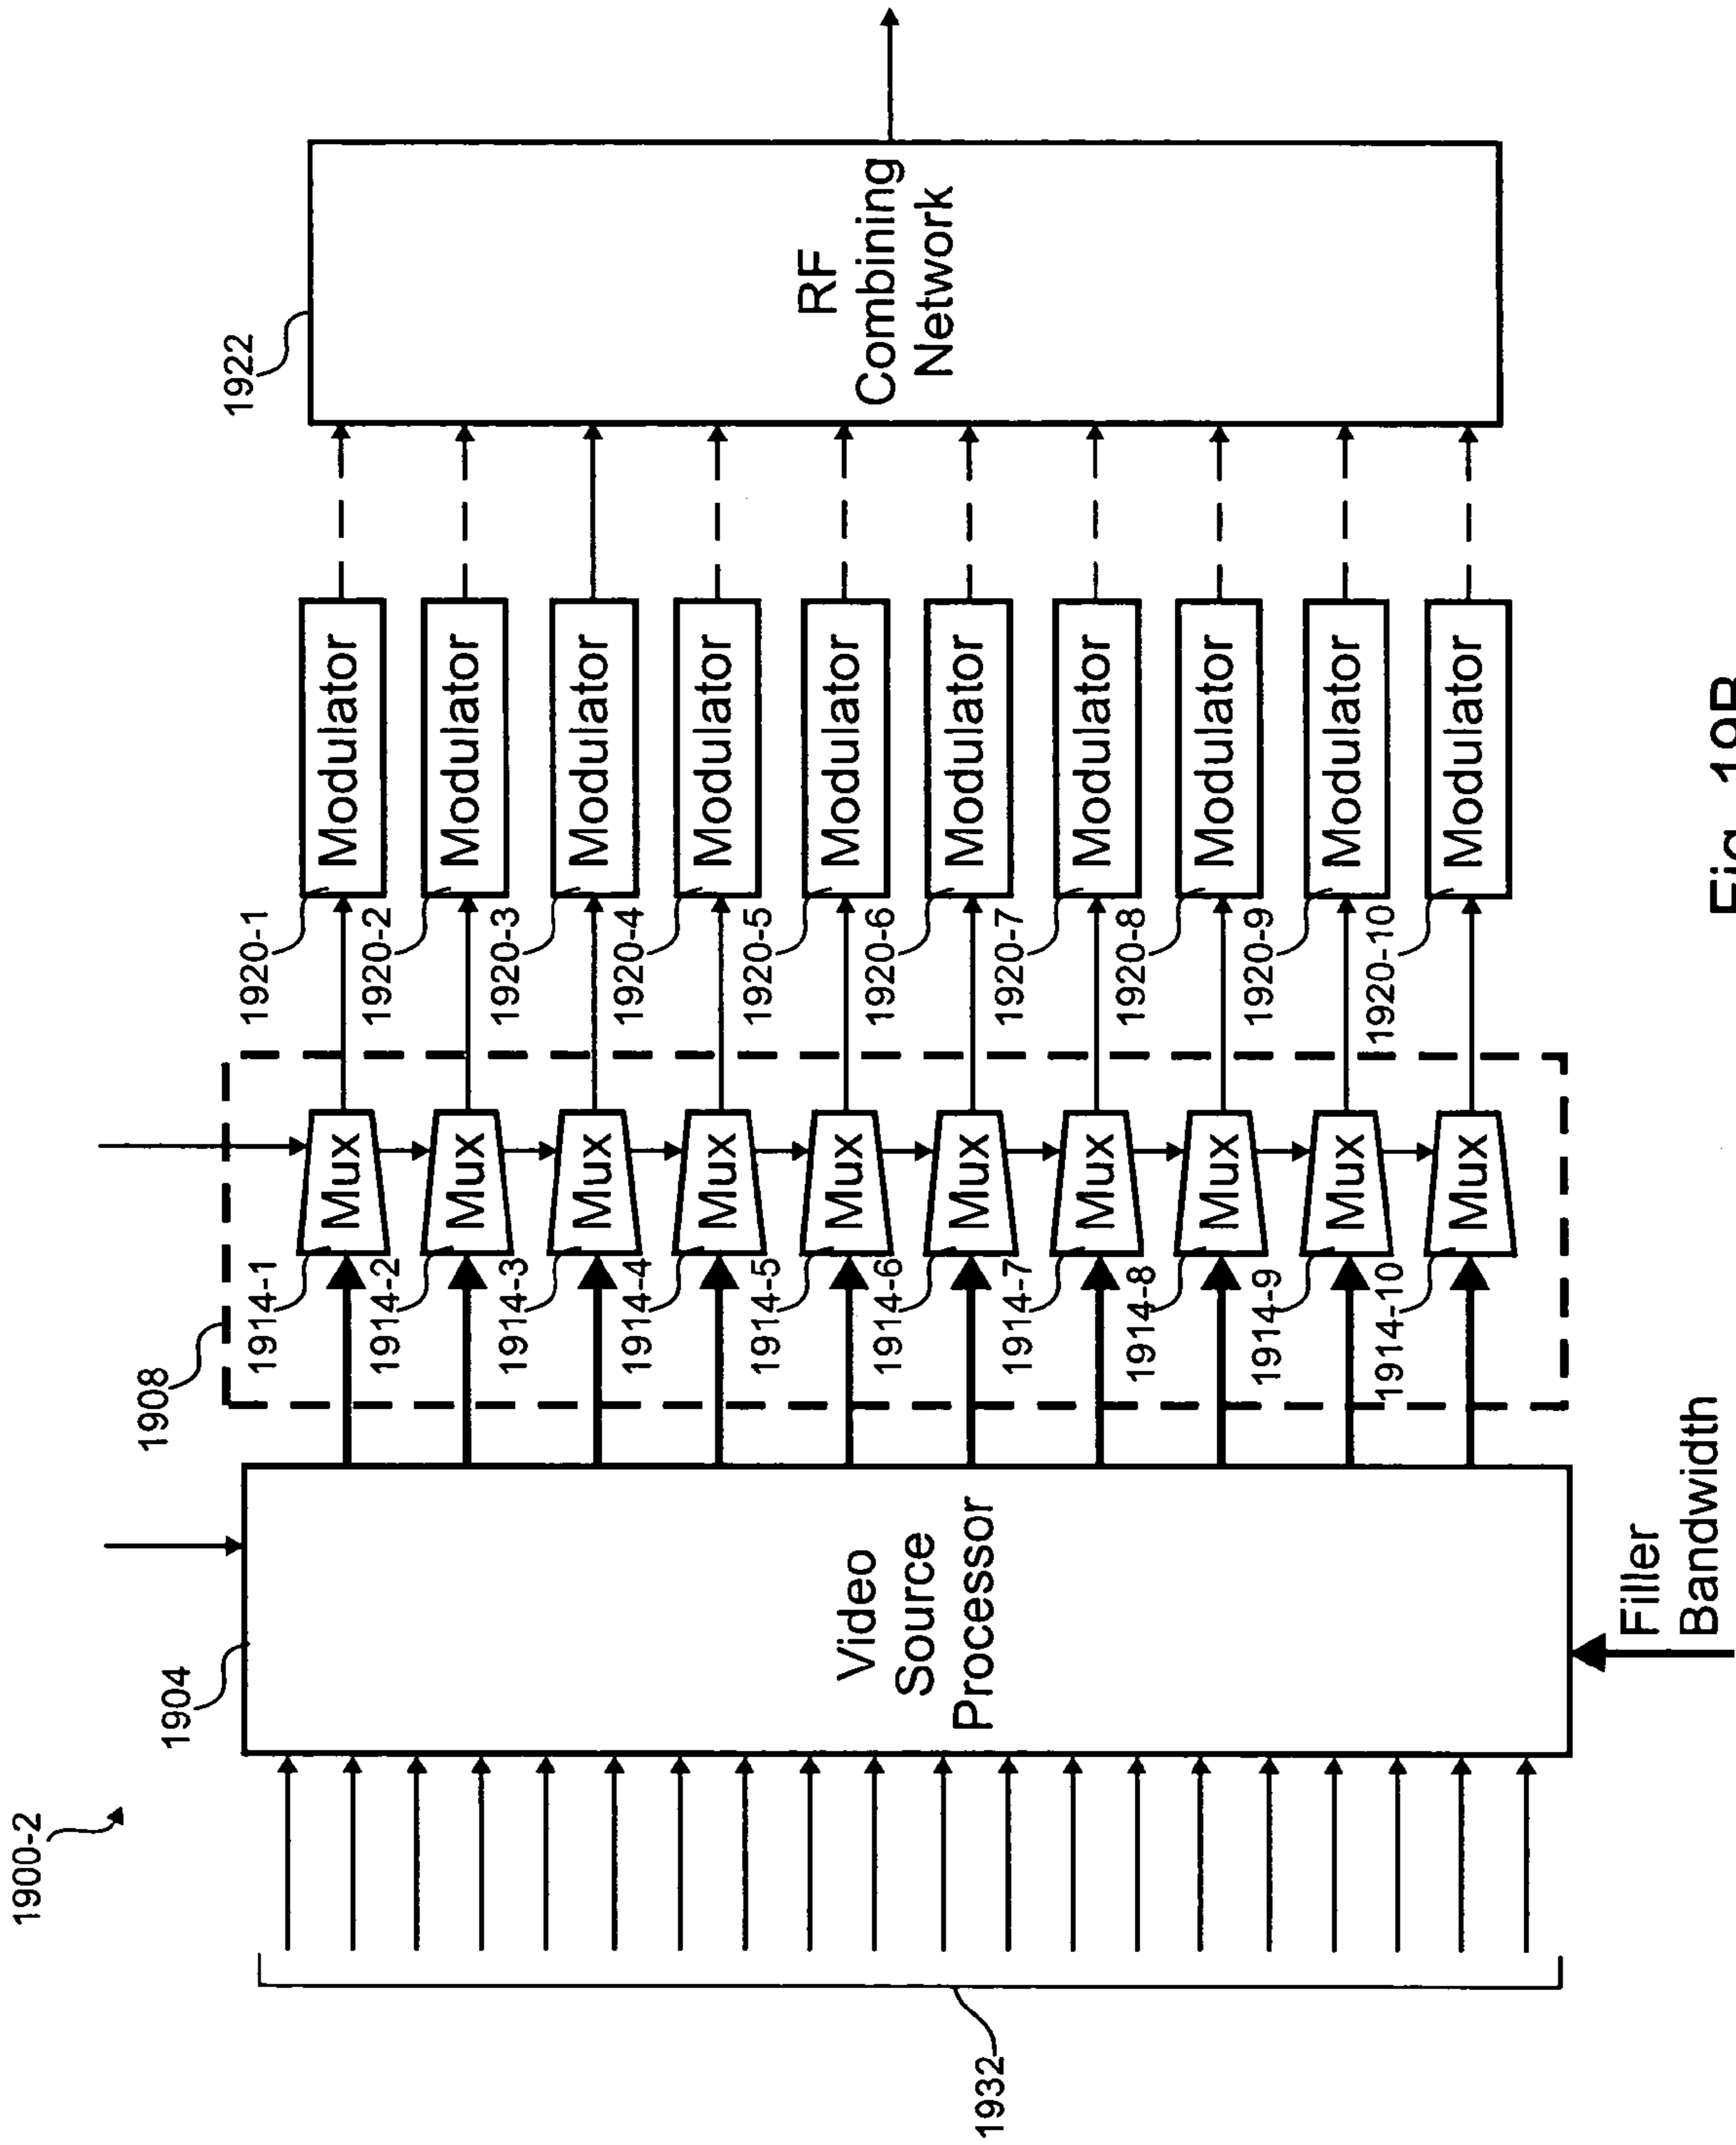 1900-2
1932
1904
Video
Source
Processor
Filler
Bandwidth
1908
1914-1
1914-2
1914-3
1914-4
1914-5
1914-6
1914-7
1914-8
1914-9
1914-10
Mux
Mux
Mux
Mux
Mux
Mux
Mux
Mux
Mux
Mux
1920-1
1920-2
1920-3
1920-4
1920-5
1920-6
1920-7
1920-8
1920-9
1920-10
Modulator
Modulator
Modulator
Modulator
Modulator
Modulator
Modulator
Modulator
Modulator
Modulator
1922
RF
Combining
Network
Fig. 19B